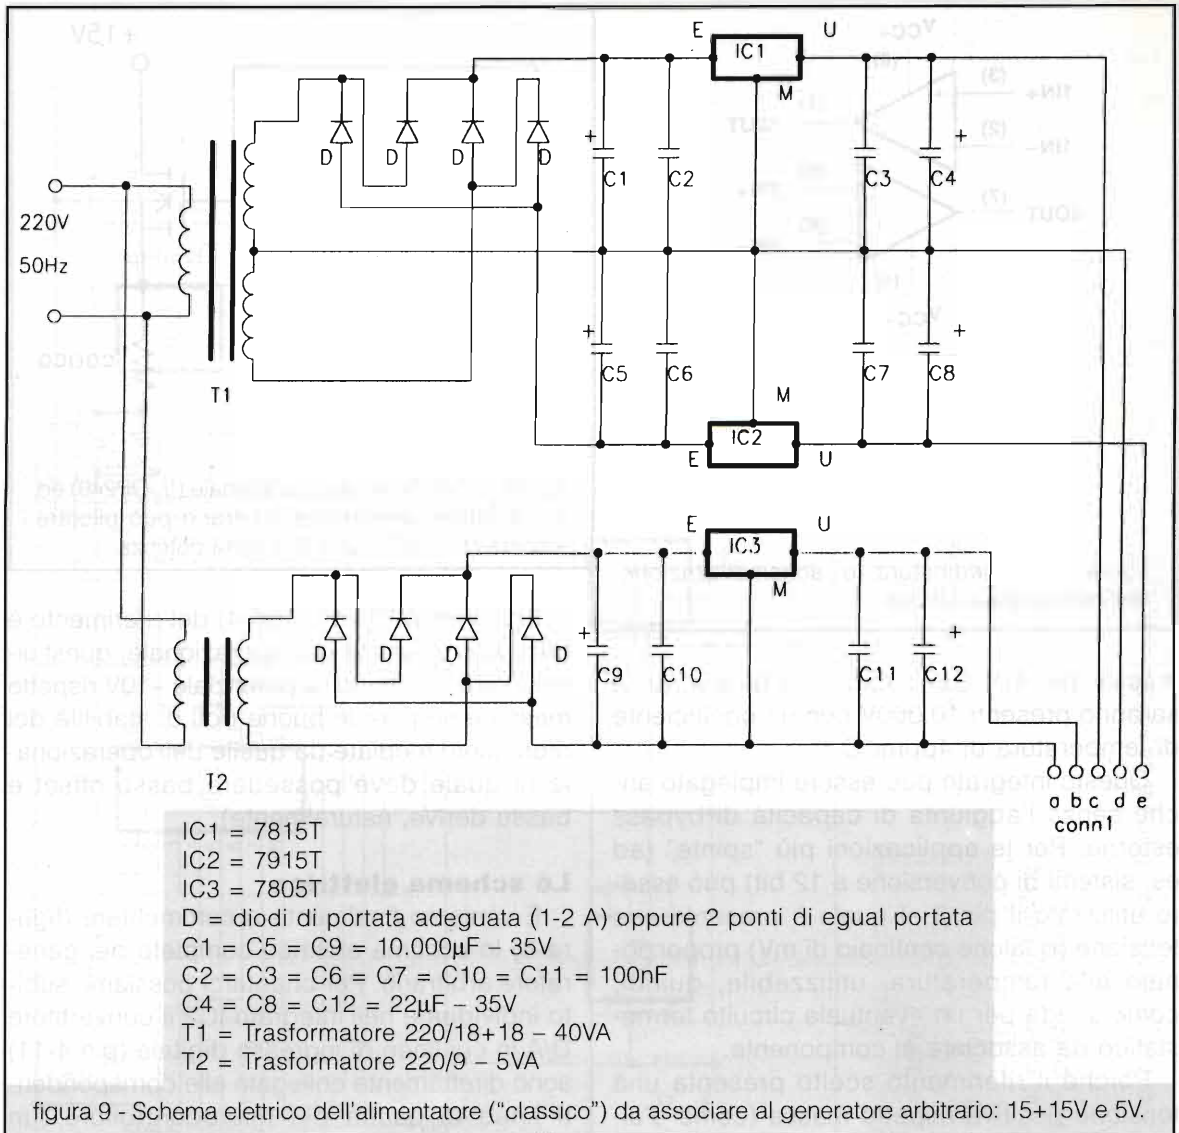 E
IC1
U
M
D
D
D
D
+
C1
C2
C3
+
C4
220V
50Hz
T1
+
C5
C6
C7
+
C8
M
IC2
E
U
E
IC3
U
M
D
D
D
D
+
C9
C10
C11
+
C12
T2
a b c d e
conn1
IC1 = 7815T
IC2 = 7915T
IC3 = 7805T
D = diodi di portata adeguata (1-2 A) oppure 2 ponti di egual portata
C1 = C5 = C9 = 10.000µF – 35V
C2 = C3 = C6 = C7 = C10 = C11 = 100nF
C4 = C8 = C12 = 22µF – 35V
T1 = Trasformatore 220/18+18 – 40VA
T2 = Trasformatore 220/9 – 5VA
figura 9 - Schema elettrico dell'alimentatore ("classico") da associare al generatore arbitrario: 15+15V e 5V.